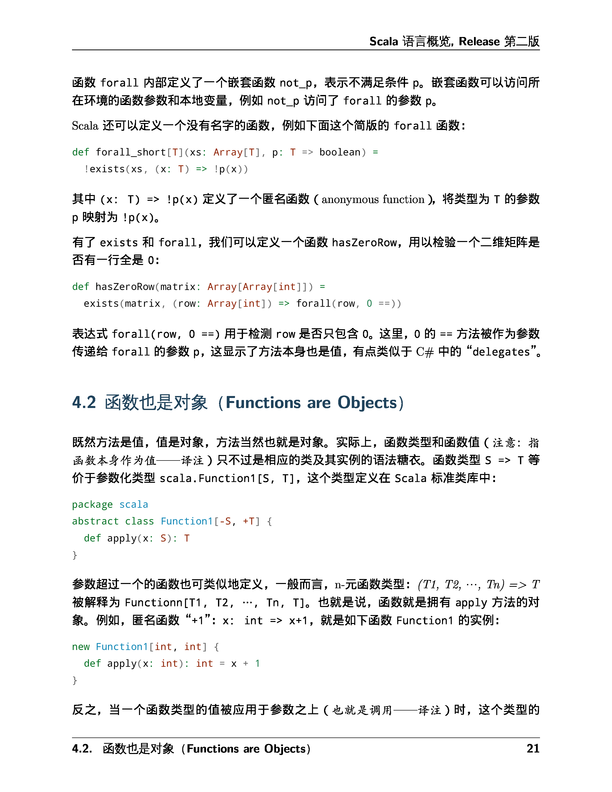 Scala 语言概览, Release 第二版
函数 forall 内部定义了一个嵌套函数 not_p，表示不满足条件 p。嵌套函数可以访问所
在环境的函数参数和本地变量，例如 not_p 访问了 forall 的参数 p。
Scala 还可以定义一个没有名字的函数，例如下面这个简版的 forall 函数：
def forall_short[T](xs: Array[T], p: T => boolean) =
  !exists(xs, (x: T) => !p(x))
其中 (x: T) => !p(x) 定义了一个匿名函数（anonymous function），将类型为 T 的参数
p 映射为 !p(x)。
有了 exists 和 forall，我们可以定义一个函数 hasZeroRow，用以检验一个二维矩阵是
否有一行全是 0：
def hasZeroRow(matrix: Array[Array[int]]) =
  exists(matrix, (row: Array[int]) => forall(row, 0 ==))
表达式 forall(row, 0 ==) 用于检测 row 是否只包含 0。这里，0 的 == 方法被作为参数
传递给 forall 的参数 p，这显示了方法本身也是值，有点类似于 C# 中的“delegates”。
4.2 函数也是对象（Functions are Objects）
既然方法是值，值是对象，方法当然也就是对象。实际上，函数类型和函数值（注意：指
函数本身作为值——译注）只不过是相应的类及其实例的语法糖衣。函数类型 S => T 等
价于参数化类型 scala.Function1[S, T]，这个类型定义在 Scala 标准类库中：
package scala
abstract class Function1[-S, +T] {
  def apply(x: S): T
}
参数超过一个的函数也可类似地定义，一般而言，n-元函数类型：(T1, T2, …, Tn) => T
被解释为 Functionn[T1, T2, …, Tn, T]。也就是说，函数就是拥有 apply 方法的对
象。例如，匿名函数“+1”：x: int => x+1，就是如下函数 Function1 的实例：
new Function1[int, int] {
  def apply(x: int): int = x + 1
}
反之，当一个函数类型的值被应用于参数之上（也就是调用——译注）时，这个类型的
4.2. 函数也是对象（Functions are Objects） 21